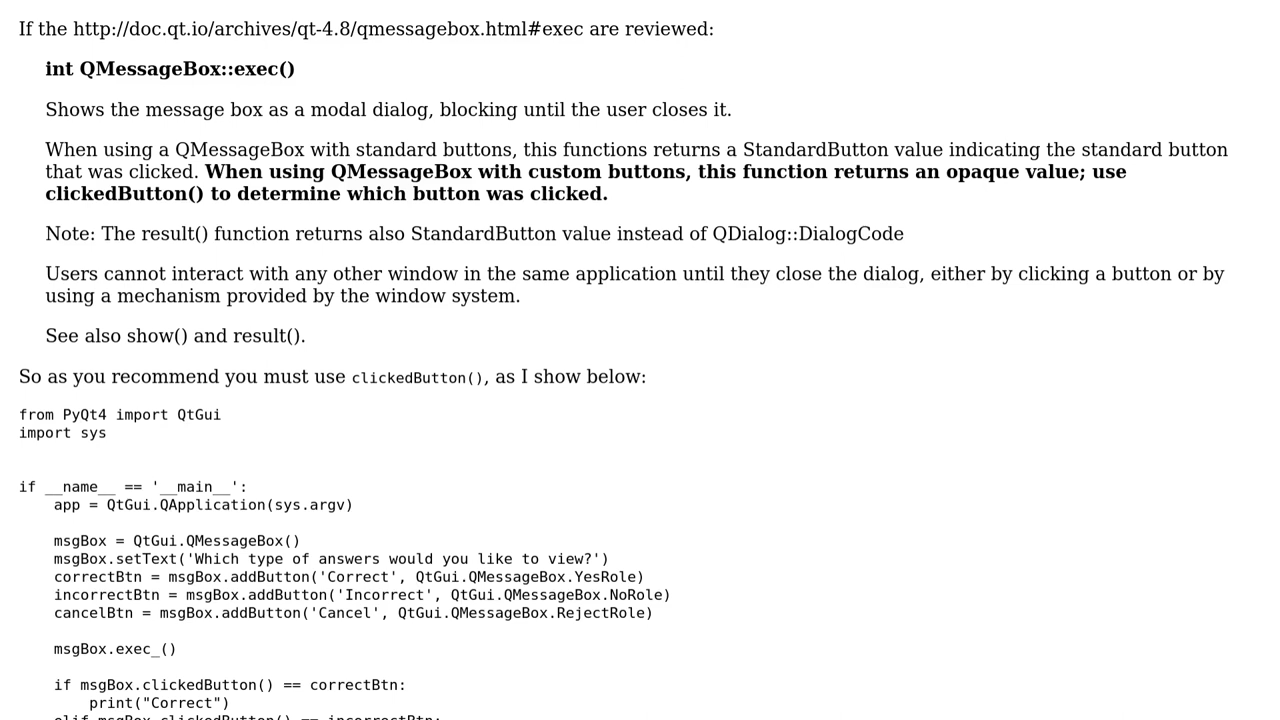 If the http://doc.qt.io/archives/qt-4.8/qmessagebox.html#exec are reviewed:
int QMessageBox::exec()
Shows the message box as a modal dialog, blocking until the user closes it.
When using a QMessageBox with standard buttons, this functions returns a StandardButton value indicating the standard button
that was clicked. When using QMessageBox with custom buttons, this function returns an opaque value; use
clickedButton() to determine which button was clicked.
Note: The result() function returns also StandardButton value instead of QDialog::DialogCode
Users cannot interact with any other window in the same application until they close the dialog, either by clicking a button or by
using a mechanism provided by the window system.
See also show() and result().
So as you recommend you must use clickedButton(), as I show below:
from PyQt4 import QtGui
import sys
if __name__ == '__main__':
    app = QtGui.QApplication(sys.argv)
    msgBox = QtGui.QMessageBox()
    msgBox.setText('Which type of answers would you like to view?')
    correctBtn = msgBox.addButton('Correct', QtGui.QMessageBox.YesRole)
    incorrectBtn = msgBox.addButton('Incorrect', QtGui.QMessageBox.NoRole)
    cancelBtn = msgBox.addButton('Cancel', QtGui.QMessageBox.RejectRole)
    msgBox.exec_()
    if msgBox.clickedButton() == correctBtn:
        print("Correct")
    elif msgBox.clickedButton() == incorrectBtn: